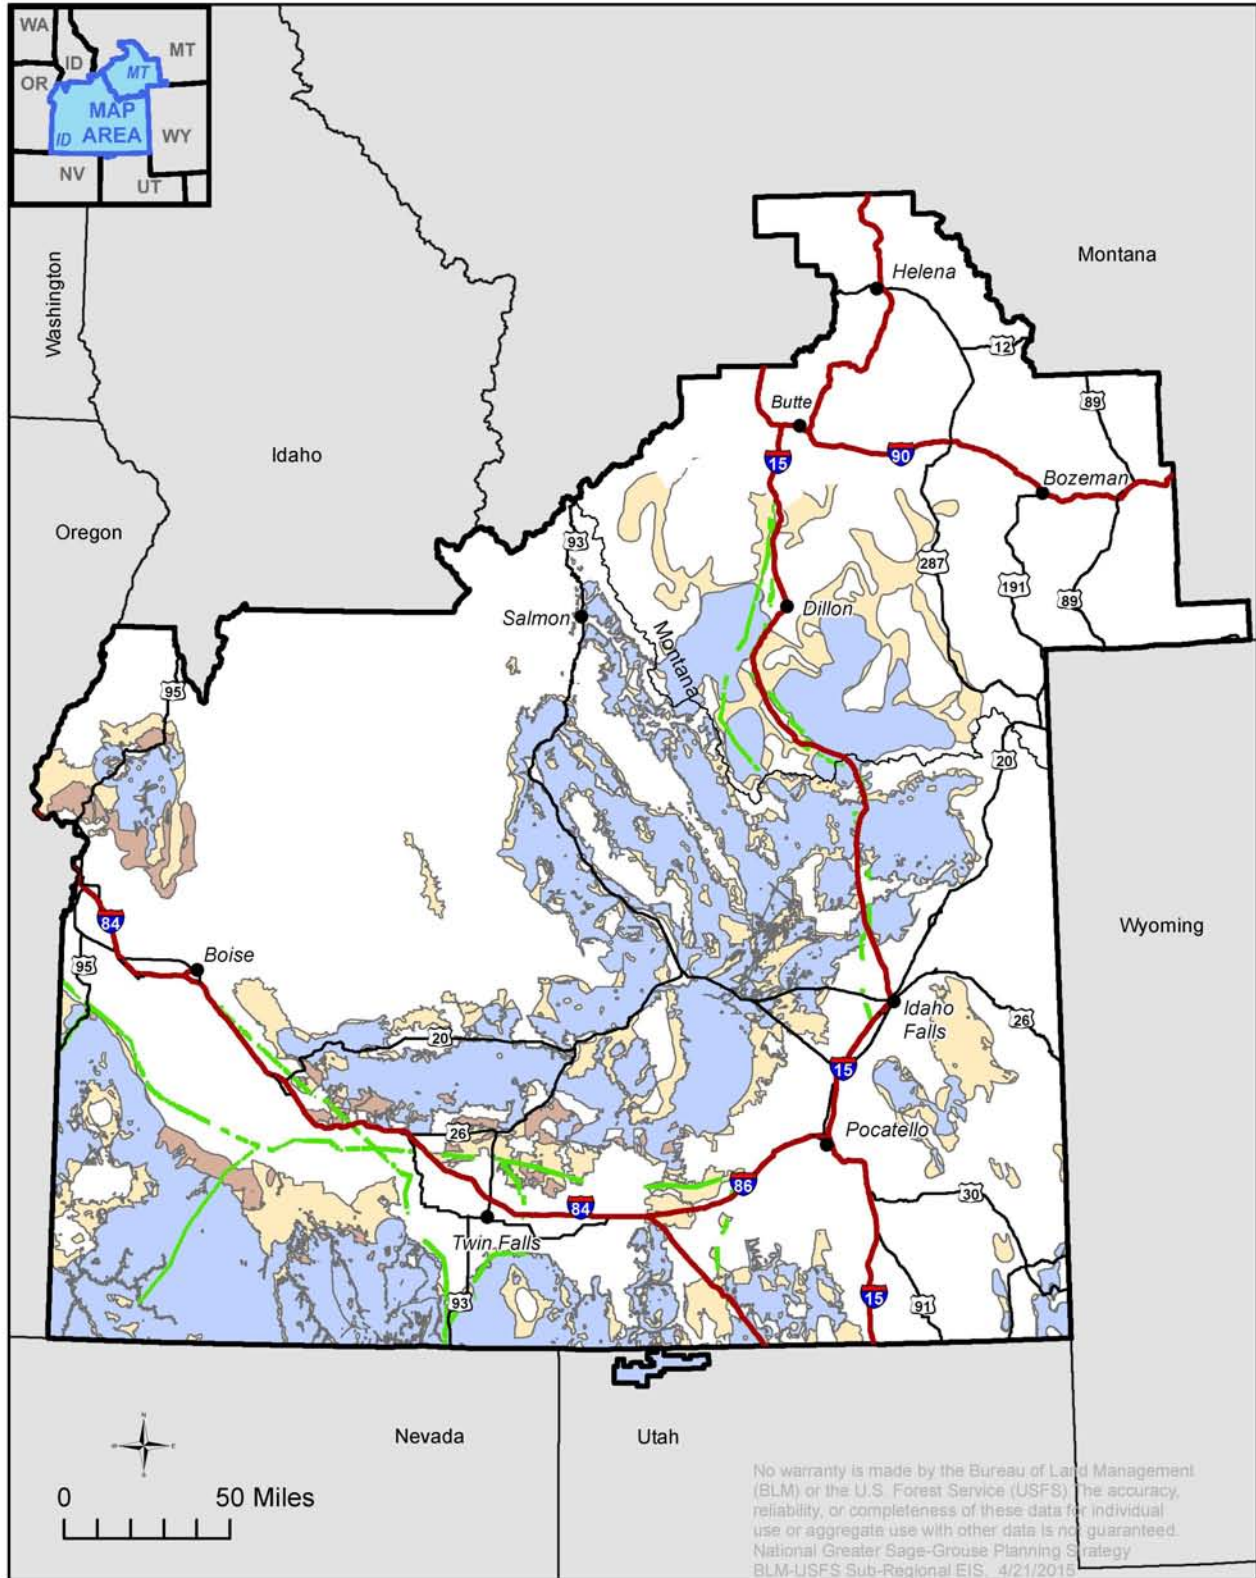 WA
ID
MT
OR
MT
MAP
AREA
ID
WY
NV
UT
Washington
Montana
Helena
12
Butte
89
Idaho
15
90
Bozeman
Oregon
93
287
191
89
Salmon
Dillon
Montana
95
20
84
Wyoming
Boise
95
Idaho
Falls
20
26
15
26
Pocatello
86
30
84
Twin Falls
93
15
91
Nevada
Utah
N
W
E
S
0
50 Miles
No warranty is made by the Bureau of Land Management
(BLM) or the U.S. Forest Service (USFS). The accuracy,
reliability, or completeness of these data for individual
use or aggregate use with other data is not guaranteed.
National Greater Sage-Grouse Planning Strategy
BLM-USFS Sub-Regional EIS. 4/21/2015